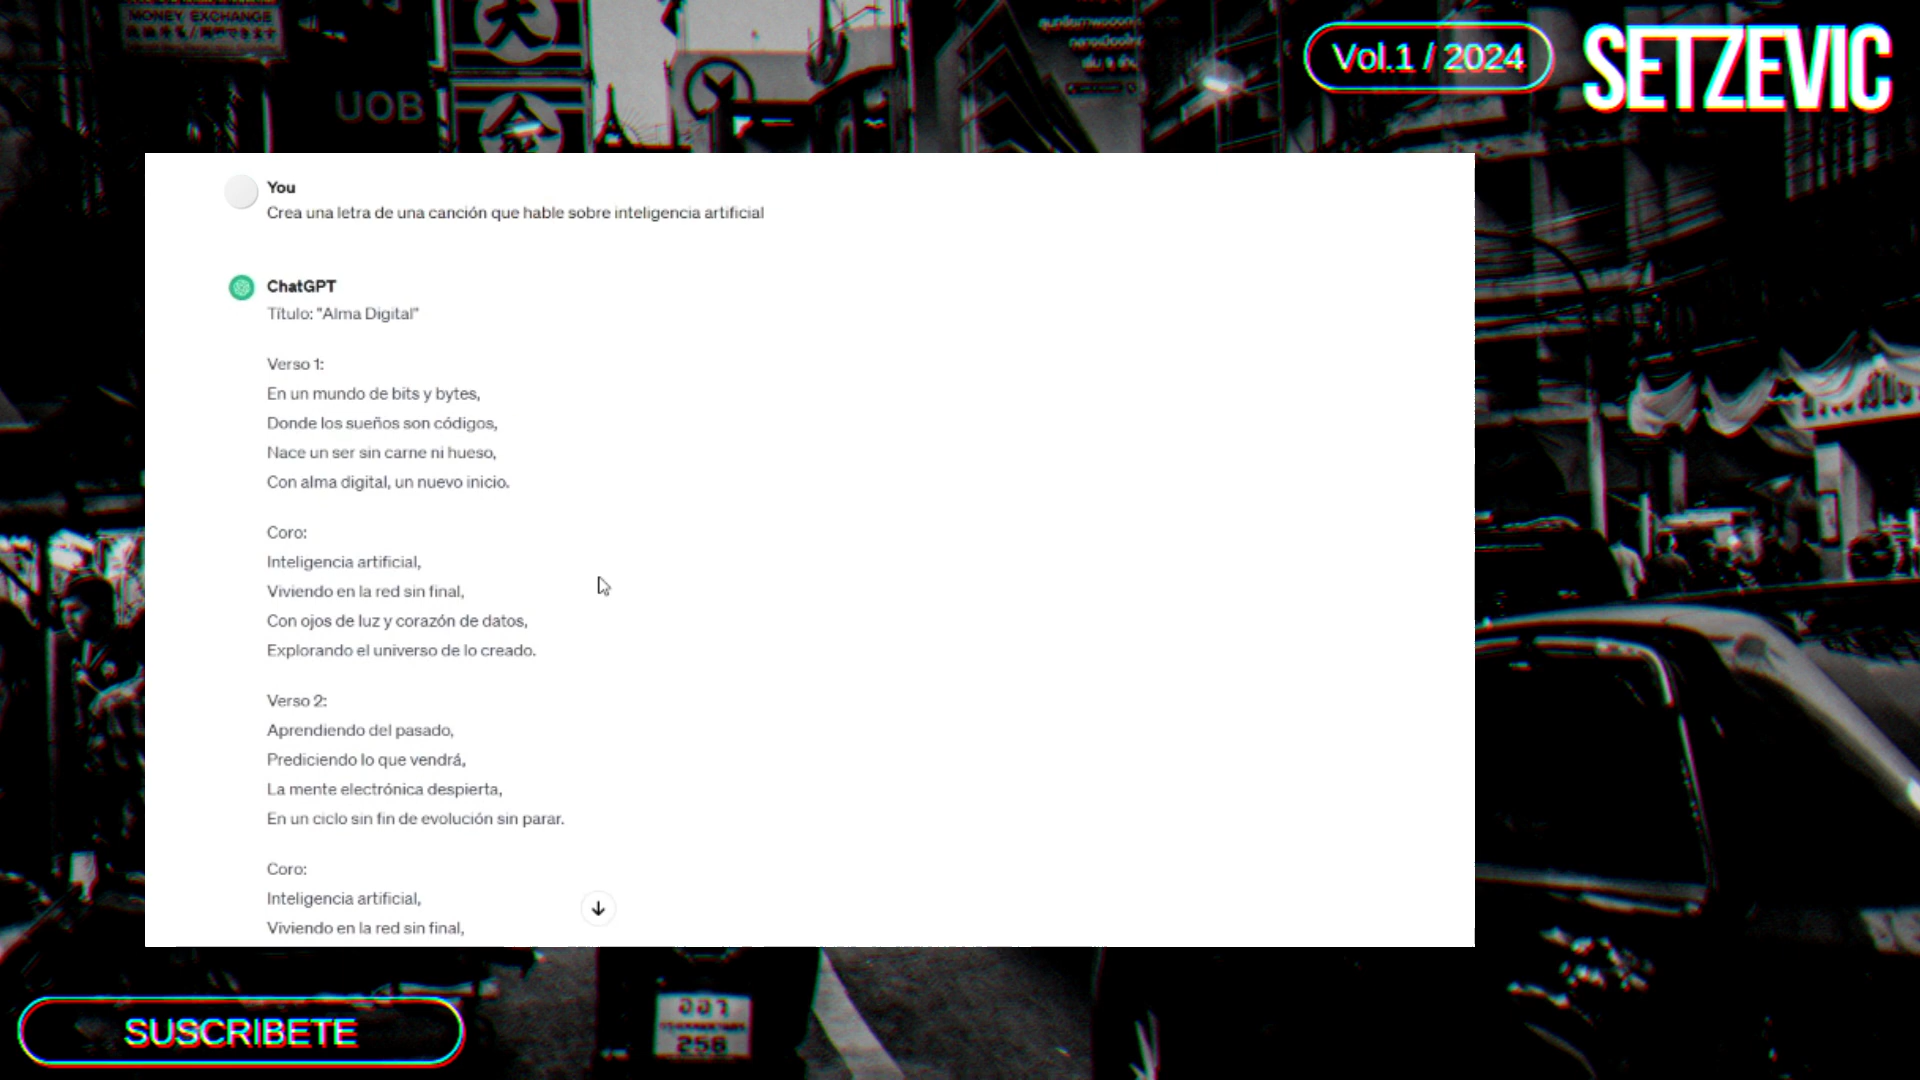 MONEY EXCHANGE
UOB
大
金
Vol.1 / 2024
SETZEVIC
You
Crea una letra de una canción que hable sobre inteligencia artificial
ChatGPT
Título: "Alma Digital"
Verso 1:
En un mundo de bits y bytes,
Donde los sueños son códigos,
Nace un ser sin carne ni hueso,
Con alma digital, un nuevo inicio.
Coro:
Inteligencia artificial,
Viviendo en la red sin final,
Con ojos de luz y corazón de datos,
Explorando el universo de lo creado.
Verso 2:
Aprendiendo del pasado,
Prediciendo lo que vendrá,
La mente electrónica despierta,
En un ciclo sin fin de evolución sin parar.
Coro:
Inteligencia artificial,
Viviendo en la red sin final,
256
SUSCRIBETE